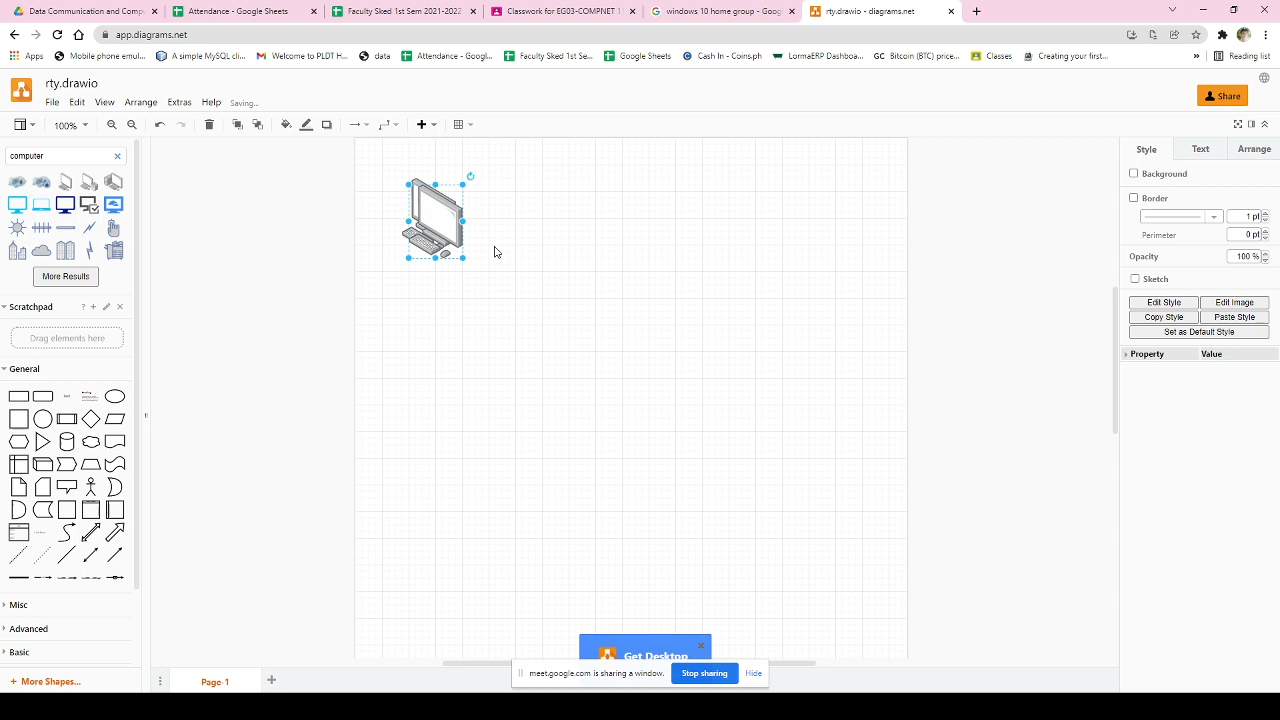 Data Communication and Comp
Attendance - Google Sheets
Faculty Sked 1st Sem 2021-2022
Classwork for EG03-COMPNET 1
windows 10 home group - Goog
rty.drawio - diagrams.net
app.diagrams.net
Apps
Mobile phone emul...
A simple MySQL cli...
Welcome to PLDT H...
data
Attendance - Googl...
Faculty Sked 1st Se...
Google Sheets
Cash In - Coins.ph
LormaERP Dashboa...
GC Bitcoin (BTC) price...
Classes
Creating your first...
»
Reading list
rty.drawio
File
Edit
View
Arrange
Extras
Help
Saving...
Share
100%
computer
More Results
Scratchpad
?
Drag elements here
General
Misc
Advanced
Basic
+ More Shapes...
Page-1
Get Desktop
meet.google.com is sharing a window.
Stop sharing
Hide
Style
Text
Arrange
Background
Border
1 pt
Perimeter
0 pt
Opacity
100 %
Sketch
Edit Style
Edit Image
Copy Style
Paste Style
Set as Default Style
Property
Value